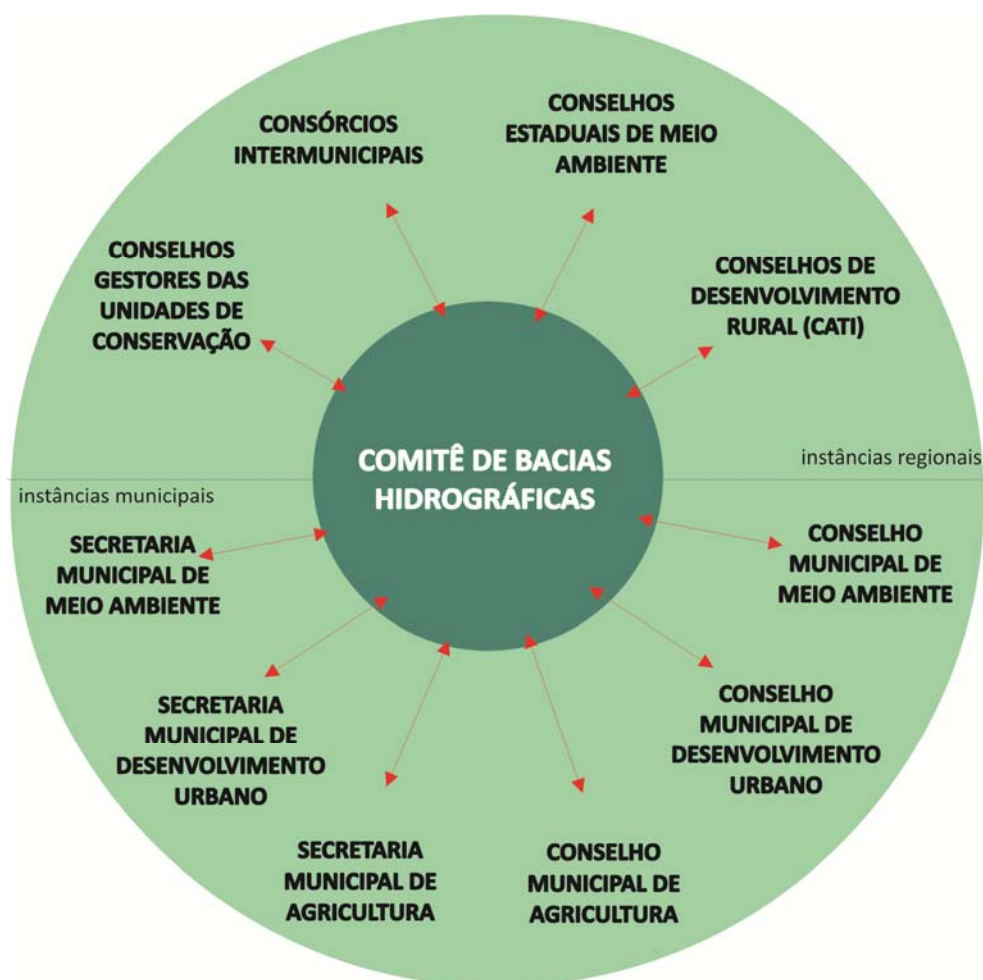 CONSÓRCIOS
INTERMUNICIPAIS
CONSELHOS
ESTADUAIS DE MEIO
AMBIENTE
CONSELHOS
GESTORES DAS
UNIDADES DE
CONSERVAÇÃO
CONSELHOS DE
DESENVOLVIMENTO
RURAL (CATI)
COMITÊ DE BACIAS
HIDROGRÁFICAS
instâncias regionais
instâncias municipais
SECRETARIA
MUNICIPAL DE
MEIO AMBIENTE
CONSELHO
MUNICIPAL DE
MEIO AMBIENTE
SECRETARIA
MUNICIPAL DE
DESENVOLVIMENTO
URBANO
CONSELHO
MUNICIPAL DE
DESENVOLVIMENTO
URBANO
SECRETARIA
MUNICIPAL DE
AGRICULTURA
CONSELHO
MUNICIPAL DE
AGRICULTURA